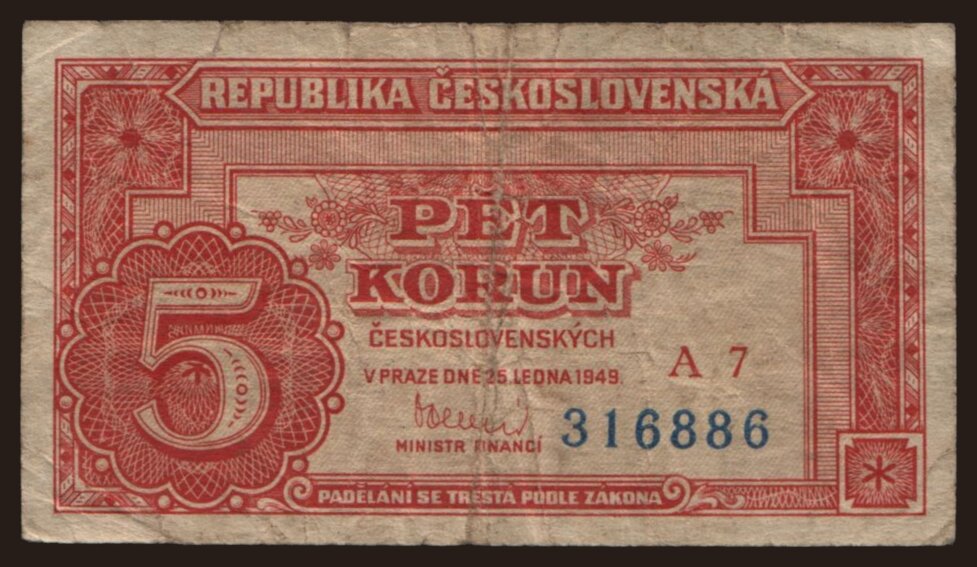 REPUBLIKA ČESKOSLOVENSKÁ
PĚT
KORUN
ČESKOSLOVENSKÝCH
V PRAZE DNE 25. LEDNA 1949.
A 7
316886
MINISTR FINANCÍ
5
PADĚLÁNÍ SE TRESTÁ PODLE ZÁKONA